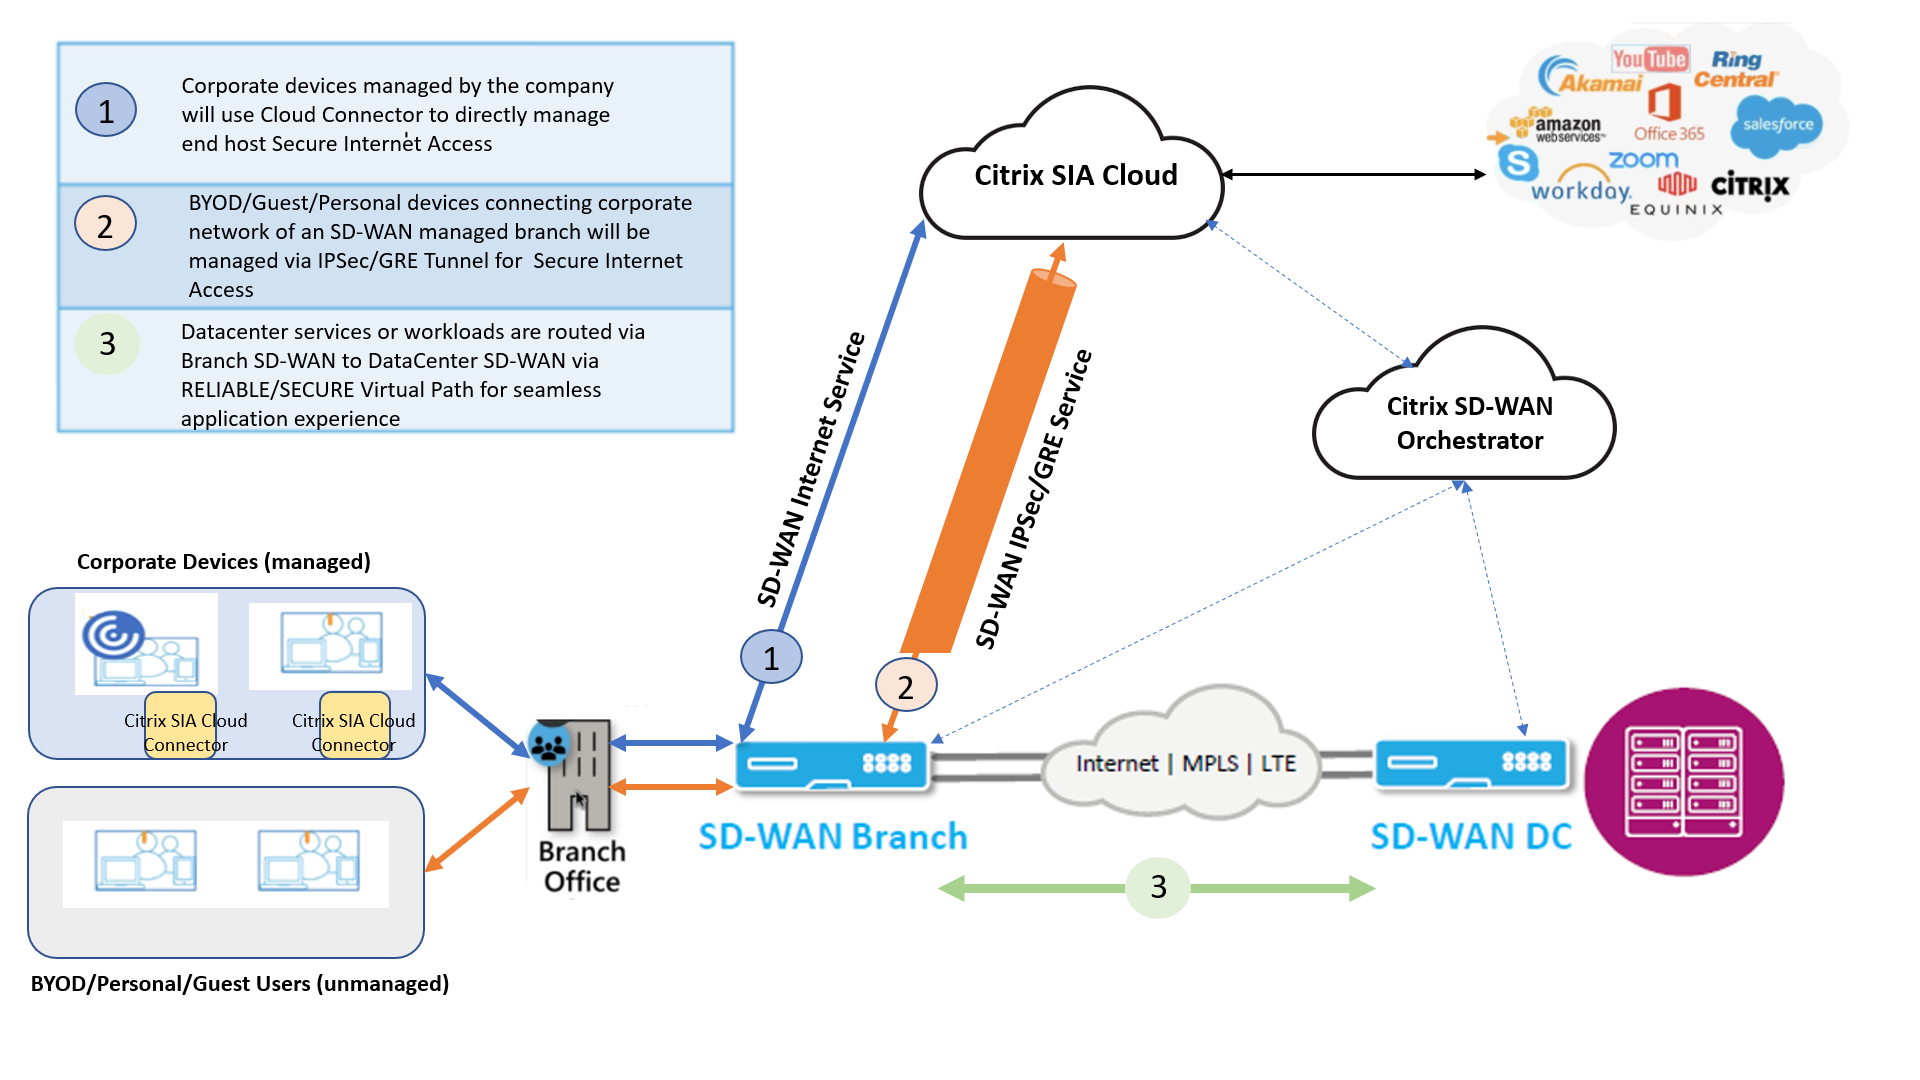 1
Corporate devices managed by the company
will use Cloud Connector to directly manage
end host Secure Internet Access
2
BYOD/Guest/Personal devices connecting corporate
network of an SD-WAN managed branch will be
managed via IPSec/GRE Tunnel for Secure Internet
Access
3
Datacenter services or workloads are routed via
Branch SD-WAN to DataCenter SD-WAN via
RELIABLE/SECURE Virtual Path for seamless
application experience
Citrix SIA Cloud
YouTube
Ring
Central
Akamai
amazon
webservices
Office 365
salesforce
S
zoom
workday.
CİTRIX
EQUINIX
Citrix SD-WAN
Orchestrator
SD-WAN Internet Service
SD-WAN IPSec/GRE Service
1
2
Corporate Devices (managed)
Citrix SIA Cloud
Connector
Citrix SIA Cloud
Connector
BYOD/Personal/Guest Users (unmanaged)
Branch
Office
SD-WAN Branch
Internet | MPLS | LTE
SD-WAN DC
3